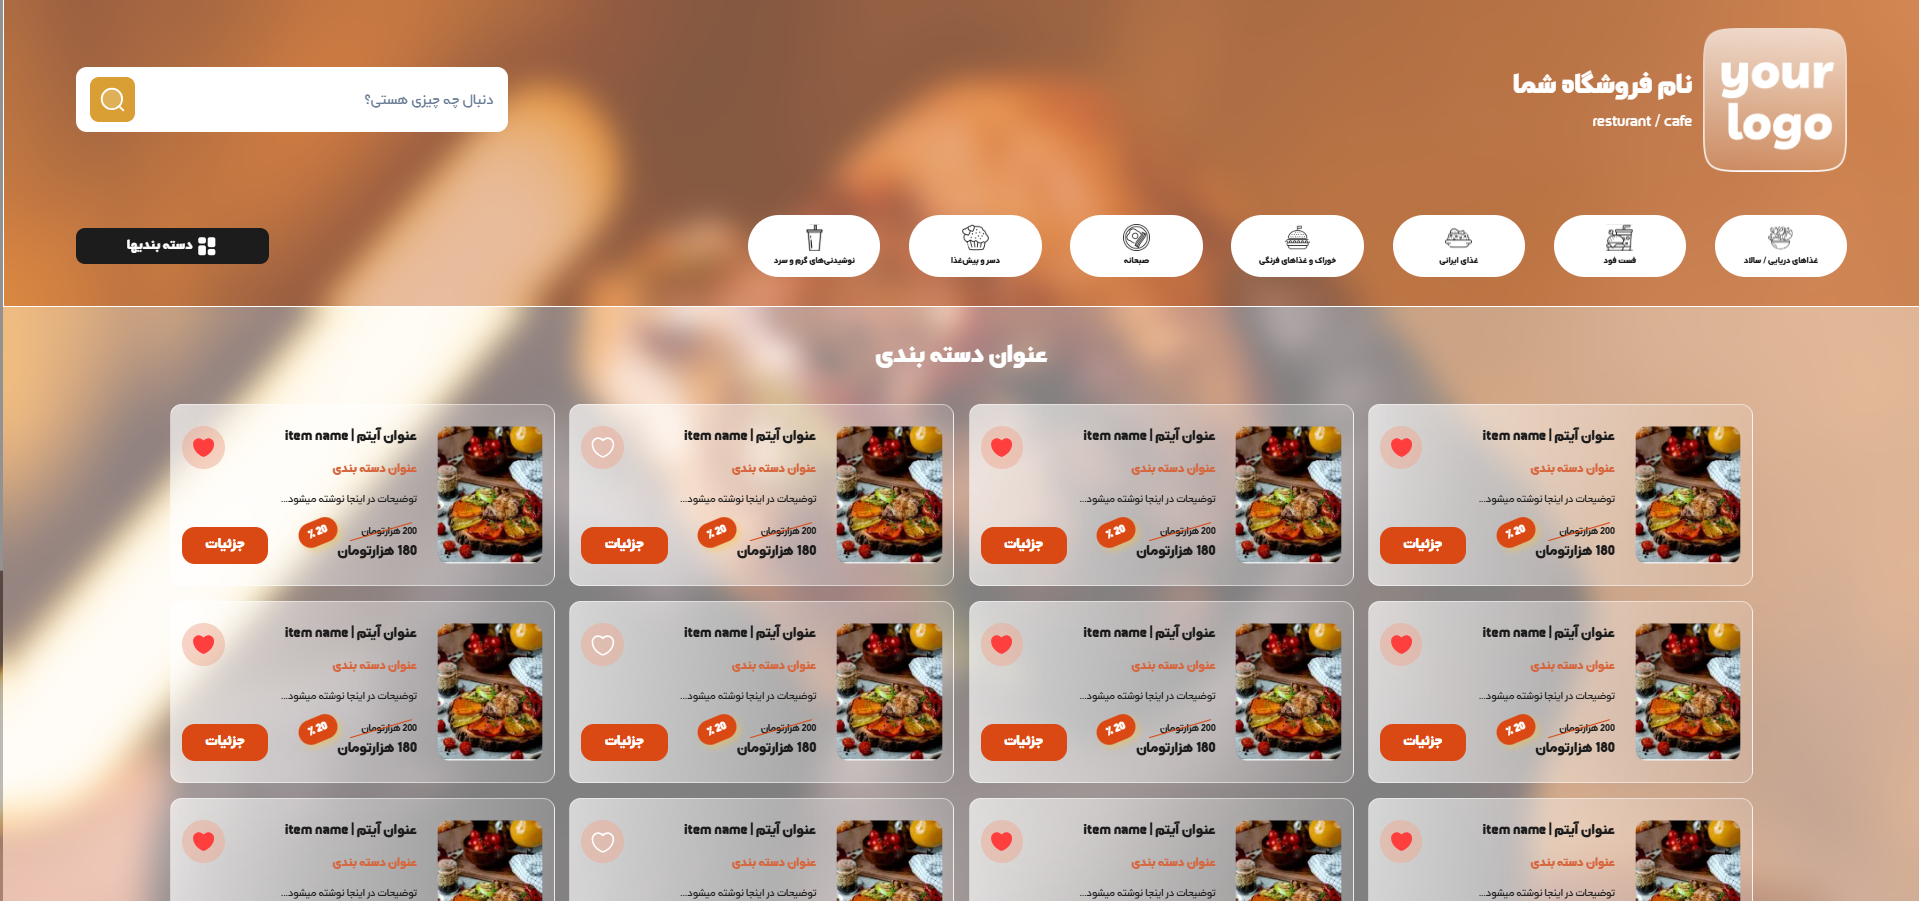 your
logo
نام فروشگاه شما
resturant / cafe
دنبال چه چیزی هستی؟
غذاهای دریایی / سالاد
فست فود
غذای ایرانی
خوراک و غذاهای فرنگی
صبحانه
دسر و پیش‌غذا
نوشیدنی‌های گرم و سرد
دسته بندیها
عنوان دسته بندی
عنوان آیتم | item name
عنوان دسته بندی
توضیحات در اینجا نوشته میشود...
200 هزارتومان
٪ 20
180 هزارتومان
جزئیات
عنوان آیتم | item name
عنوان دسته بندی
توضیحات در اینجا نوشته میشود...
200 هزارتومان
٪ 20
180 هزارتومان
جزئیات
عنوان آیتم | item name
عنوان دسته بندی
توضیحات در اینجا نوشته میشود...
200 هزارتومان
٪ 20
180 هزارتومان
جزئیات
عنوان آیتم | item name
عنوان دسته بندی
توضیحات در اینجا نوشته میشود...
200 هزارتومان
٪ 20
180 هزارتومان
جزئیات
عنوان آیتم | item name
عنوان دسته بندی
توضیحات در اینجا نوشته میشود...
200 هزارتومان
٪ 20
180 هزارتومان
جزئیات
عنوان آیتم | item name
عنوان دسته بندی
توضیحات در اینجا نوشته میشود...
200 هزارتومان
٪ 20
180 هزارتومان
جزئیات
عنوان آیتم | item name
عنوان دسته بندی
توضیحات در اینجا نوشته میشود...
200 هزارتومان
٪ 20
180 هزارتومان
جزئیات
عنوان آیتم | item name
عنوان دسته بندی
توضیحات در اینجا نوشته میشود...
200 هزارتومان
٪ 20
180 هزارتومان
جزئیات
عنوان آیتم | item name
عنوان دسته بندی
توضیحات در اینجا نوشته میشود...
عنوان آیتم | item name
عنوان دسته بندی
توضیحات در اینجا نوشته میشود...
عنوان آیتم | item name
عنوان دسته بندی
توضیحات در اینجا نوشته میشود...
عنوان آیتم | item name
عنوان دسته بندی
توضیحات در اینجا نوشته میشود...